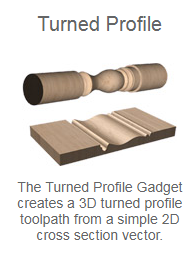 Turned Profile
The Turned Profile Gadget
creates a 3D turned profile
toolpath from a simple 2D
cross section vector.